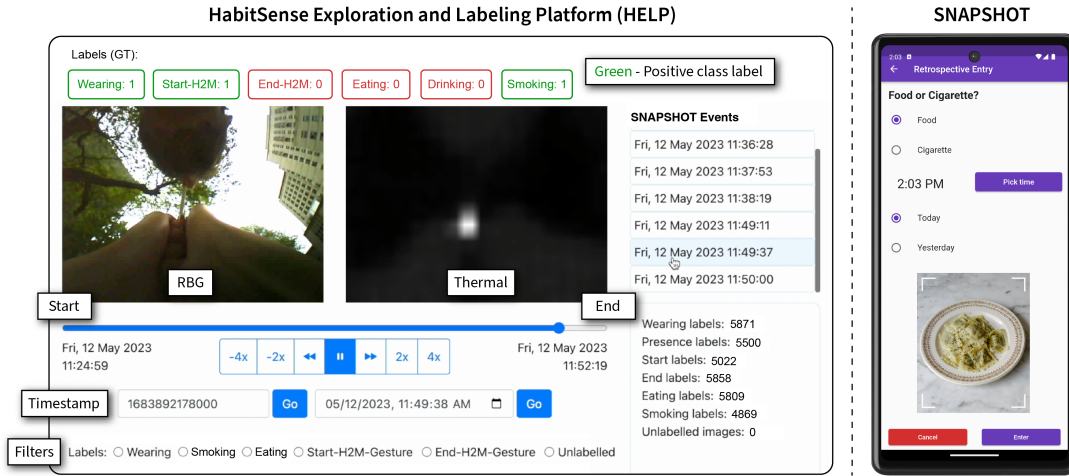 HabitSense Exploration and Labeling Platform (HELP)
Labels (GT):
Wearing: 1
Start-H2M: 1
End-H2M: 0
Eating: 0
Drinking: 0
Smoking: 1
Green - Positive class label
RBG
Thermal
SNAPSHOT Events
Fri, 12 May 2023 11:36:28
Fri, 12 May 2023 11:37:53
Fri, 12 May 2023 11:38:19
Fri, 12 May 2023 11:49:11
Fri, 12 May 2023 11:49:37
Fri, 12 May 2023 11:50:00
Start
End
Fri, 12 May 2023
11:24:59
-4x
-2x
2x
4x
Fri, 12 May 2023
11:52:19
Timestamp
1683892178000
Go
05/12/2023, 11:49:38 AM
Go
Filters
Labels: Wearing Smoking Eating Start-H2M-Gesture End-H2M-Gesture Unlabelled
Wearing labels: 5871
Presence labels: 5500
Start labels: 5022
End labels: 5858
Eating labels: 5809
Smoking labels: 4869
Unlabelled images: 0
SNAPSHOT
2:03
Retrospective Entry
Food or Cigarette?
Food
Cigarette
2:03 PM
Pick time
Today
Yesterday
Cancel
Enter